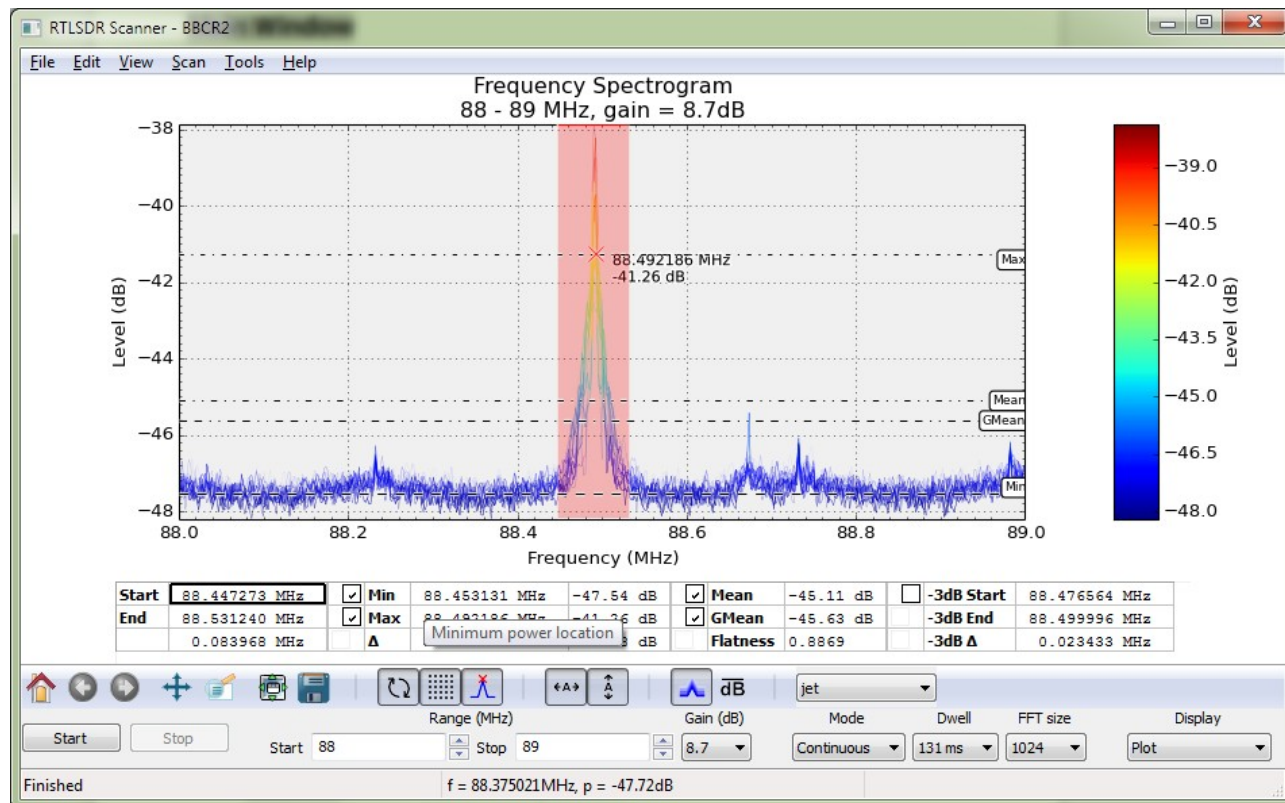 RTLSDR Scanner - BBCR2
File Edit View Scan Tools Help
Frequency Spectrogram
88 - 89 MHz, gain = 8.7dB
Level (dB)
−38
−40
−42
−44
−46
−48
88.492186 MHz
-41.26 dB
Max
Mean
GMean
Min
88.0 88.2 88.4 88.6 88.8 89.0
Frequency (MHz)
−39.0
−40.5
−42.0
−43.5
−45.0
−46.5
−48.0
Level (dB)
Start 88.447273 MHz Min 88.453131 MHz -47.54 dB Mean -45.11 dB -3dB Start 88.476564 MHz
End 88.531240 MHz Max 88.492186 MHz -41.26 dB GMean -45.63 dB -3dB End 88.499996 MHz
0.083968 MHz Δ dB Flatness 0.8869 -3dB Δ 0.023433 MHz
Minimum power location
A A dB jet
Range (MHz) Gain (dB) Mode Dwell FFT size Display
Start Stop Start 88 Stop 89 8.7 Continuous 131 ms 1024 Plot
Finished f = 88.375021MHz, p = -47.72dB